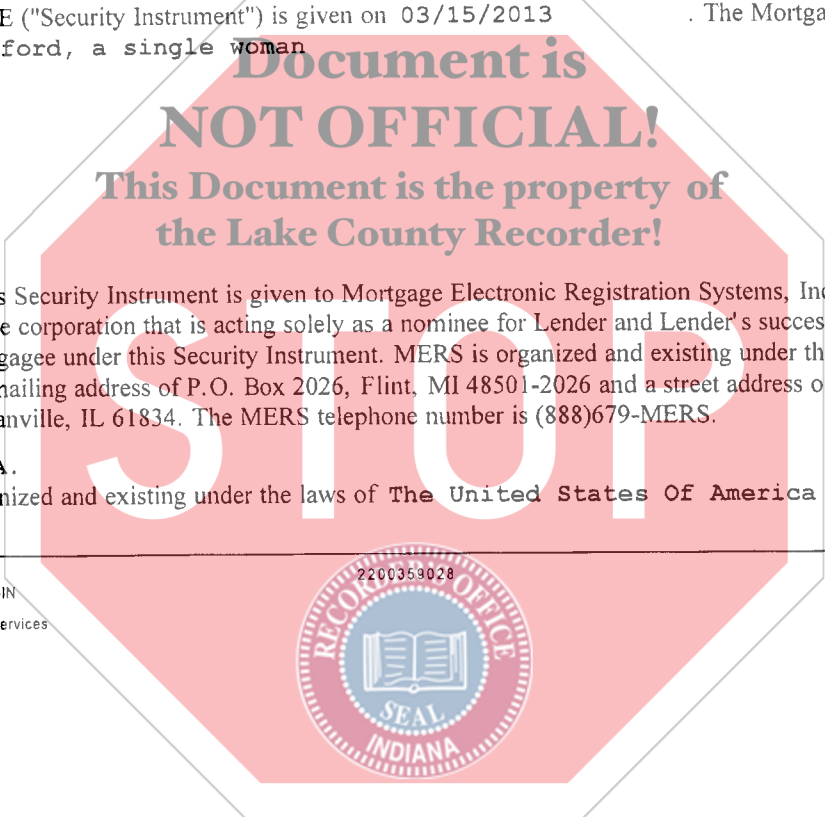 E ("Security Instrument") is given on 03/15/2013 . The Mortga
ford, a single woman
Document is
NOT OFFICIAL!
This Document is the property of
the Lake County Recorder!
s Security Instrument is given to Mortgage Electronic Registration Systems, Inc
e corporation that is acting solely as a nominee for Lender and Lender's succes
gagee under this Security Instrument. MERS is organized and existing under th
nailing address of P.O. Box 2026, Flint, MI 48501-2026 and a street address o
anville, IL 61834. The MERS telephone number is (888)679-MERS.
STOP
A.
nized and existing under the laws of The United States Of America
2200359028
IN
ervices
RECORDER'S OFFICE
SEAL
INDIANA